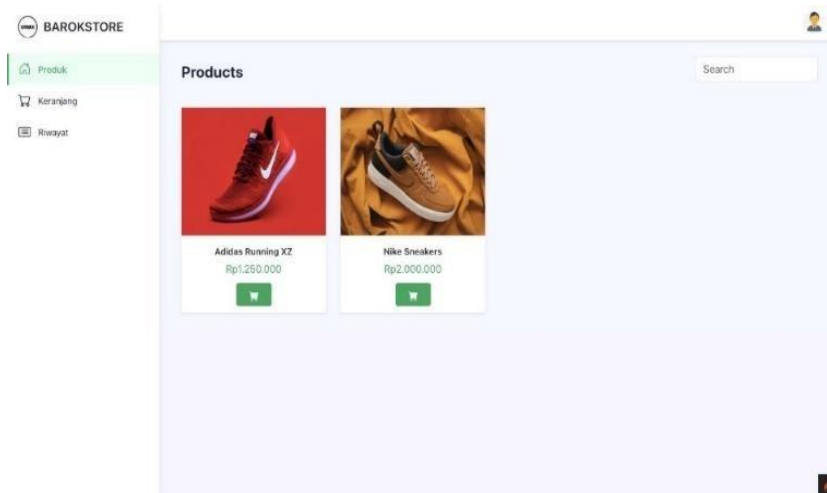 BAROKSTORE
Produk
Keranjang
Riwayat
Products
Search
Adidas Running XZ
Rp1.250.000
Nike Sneakers
Rp2.000.000